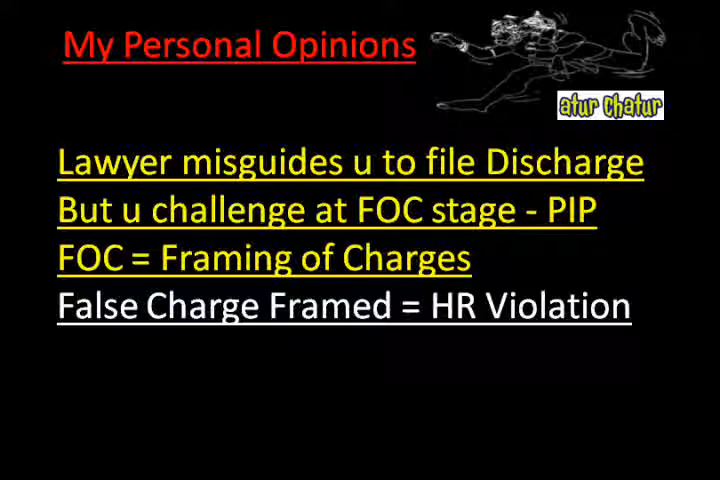 My Personal Opinions
atur chatur
Lawyer misguides u to file Discharge
But u challenge at FOC stage - PIP
FOC = Framing of Charges
False Charge Framed = HR Violation